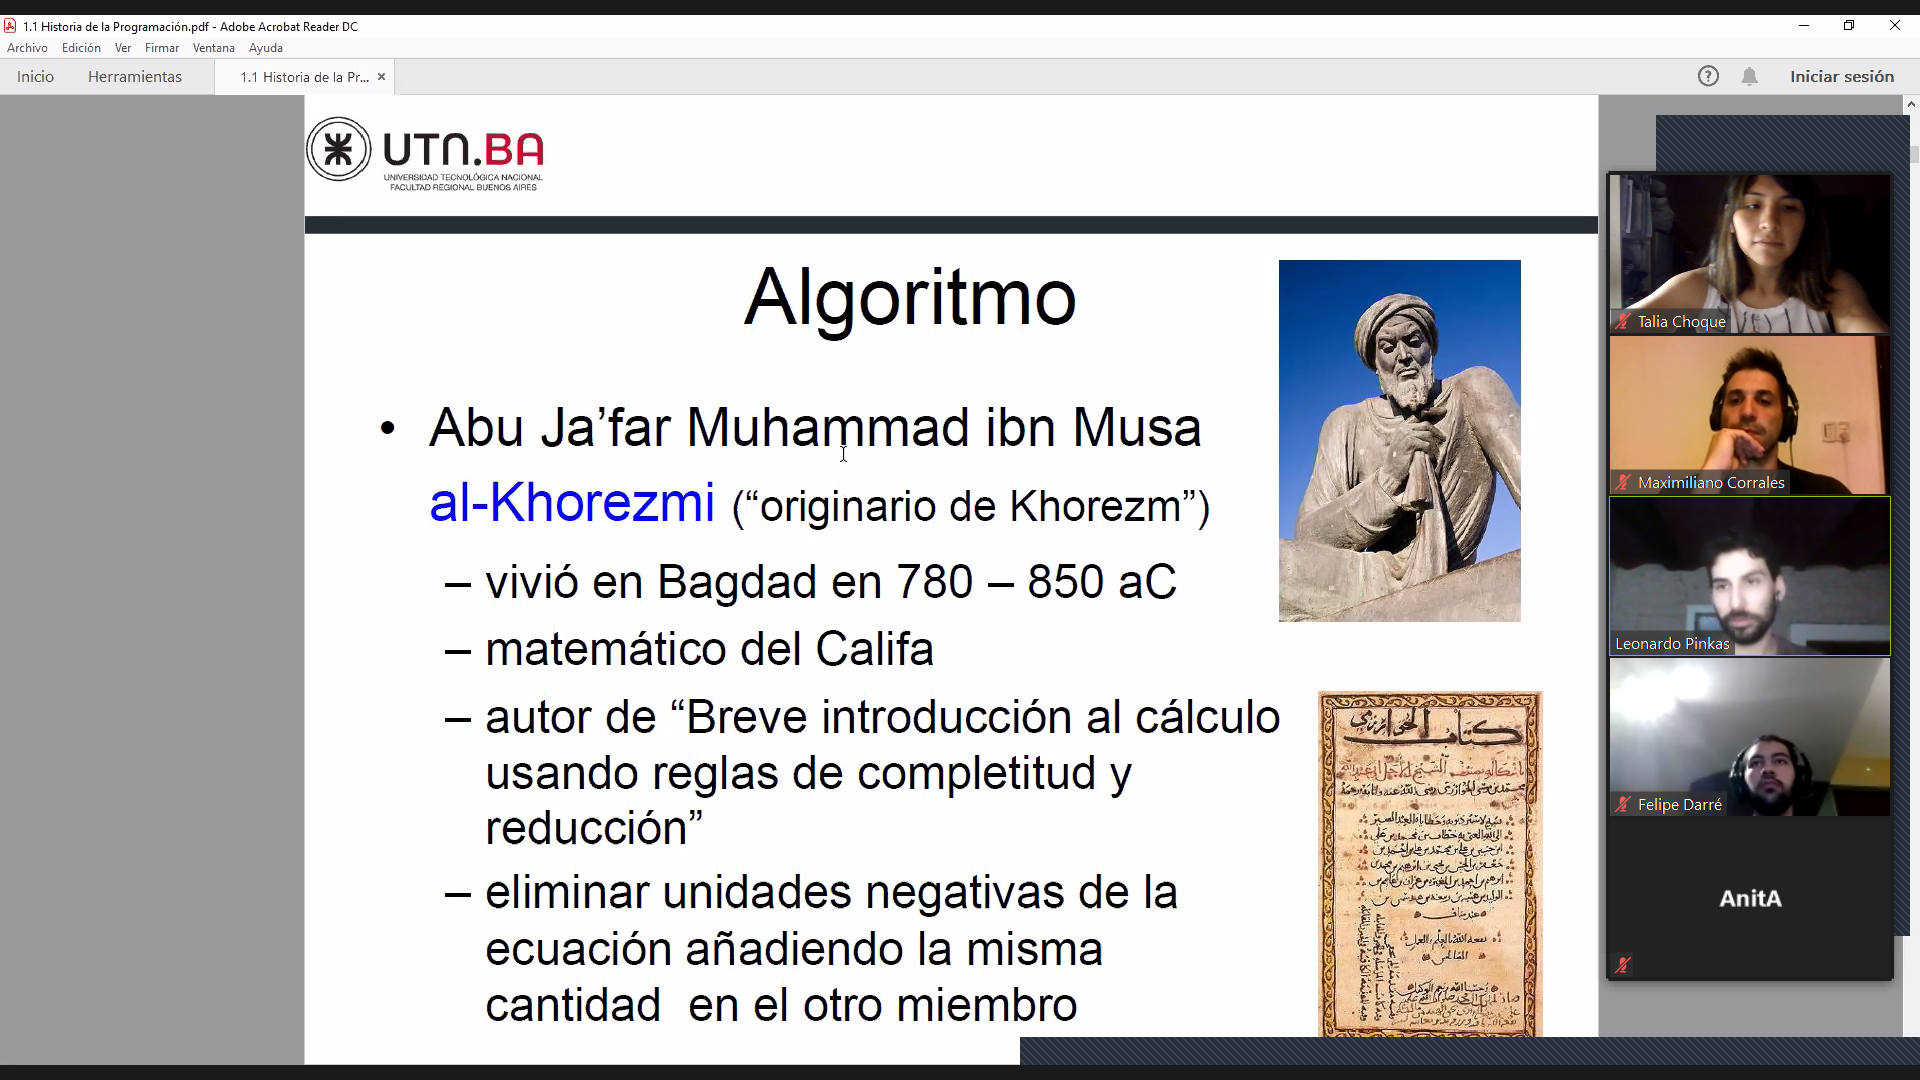 1.1 Historia de la Programación.pdf - Adobe Acrobat Reader DC
Archivo Edición Ver Firmar Ventana Ayuda
Inicio Herramientas 1.1 Historia de la Pr... × Iniciar sesión
UTN.BA
UNIVERSIDAD TECNOLÓGICA NACIONAL
FACULTAD REGIONAL BUENOS AIRES
Algoritmo
• Abu Ja’far Muhammad ibn Musa
al-Khorezmi (“originario de Khorezm”)
– vivió en Bagdad en 780 – 850 aC
– matemático del Califa
– autor de “Breve introducción al cálculo
usando reglas de completitud y
reducción”
– eliminar unidades negativas de la
ecuación añadiendo la misma
cantidad en el otro miembro
Talia Choque
Maximiliano Corrales
Leonardo Pinkas
Felipe Darré
AnitA